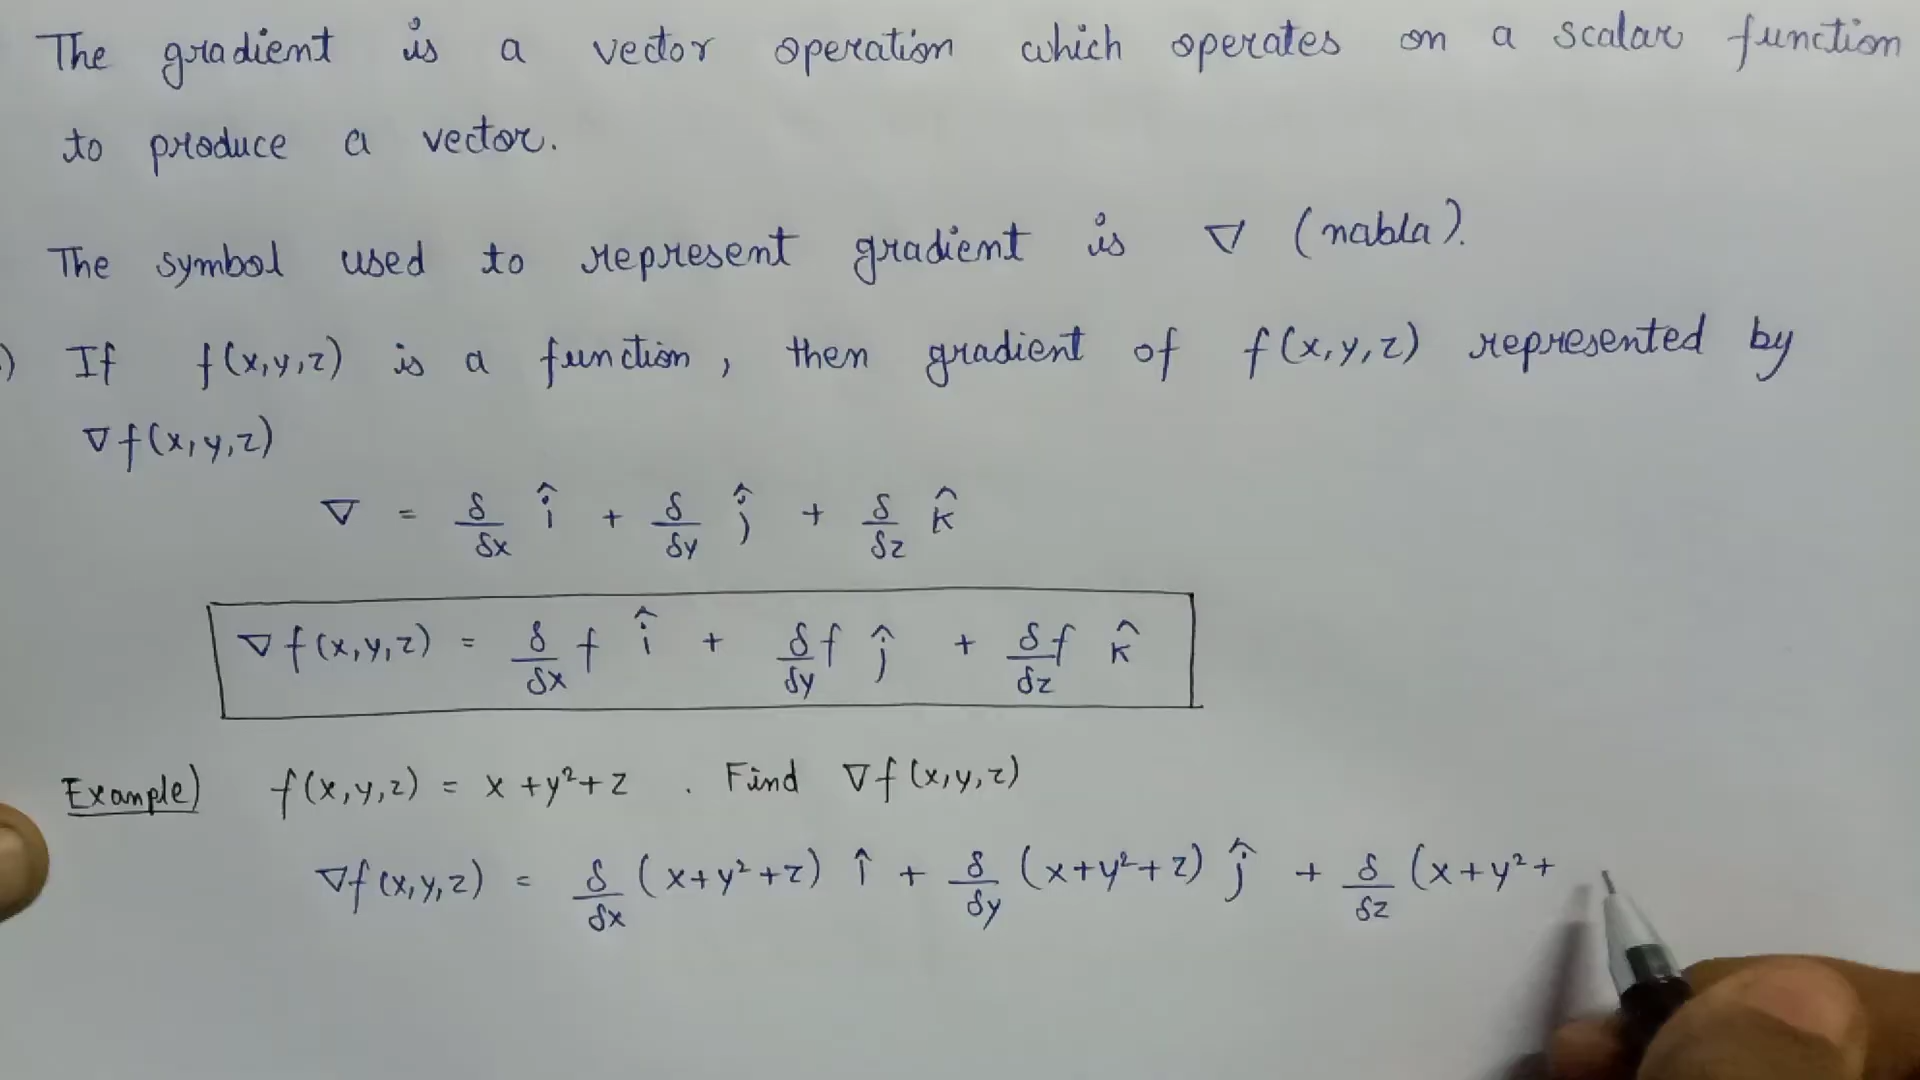 The gradient is a vector operation which operates on a scalar function
to produce a vector.
The symbol used to represent gradient is ∇ (nabla).
) If f(x,y,z) is a function, then gradient of f(x,y,z) represented by
∇f(x,y,z)
∇ = δ/δx î + δ/δy ĵ + δ/δz k̂
∇f(x,y,z) = δ/δx f î + δ/δy f ĵ + δ/δz f k̂
Example) f(x,y,z) = x+y²+z . Find ∇f(x,y,z)
∇f(x,y,z) = δ/δx (x+y²+z) î + δ/δy (x+y²+z) ĵ + δ/δz (x+y²+